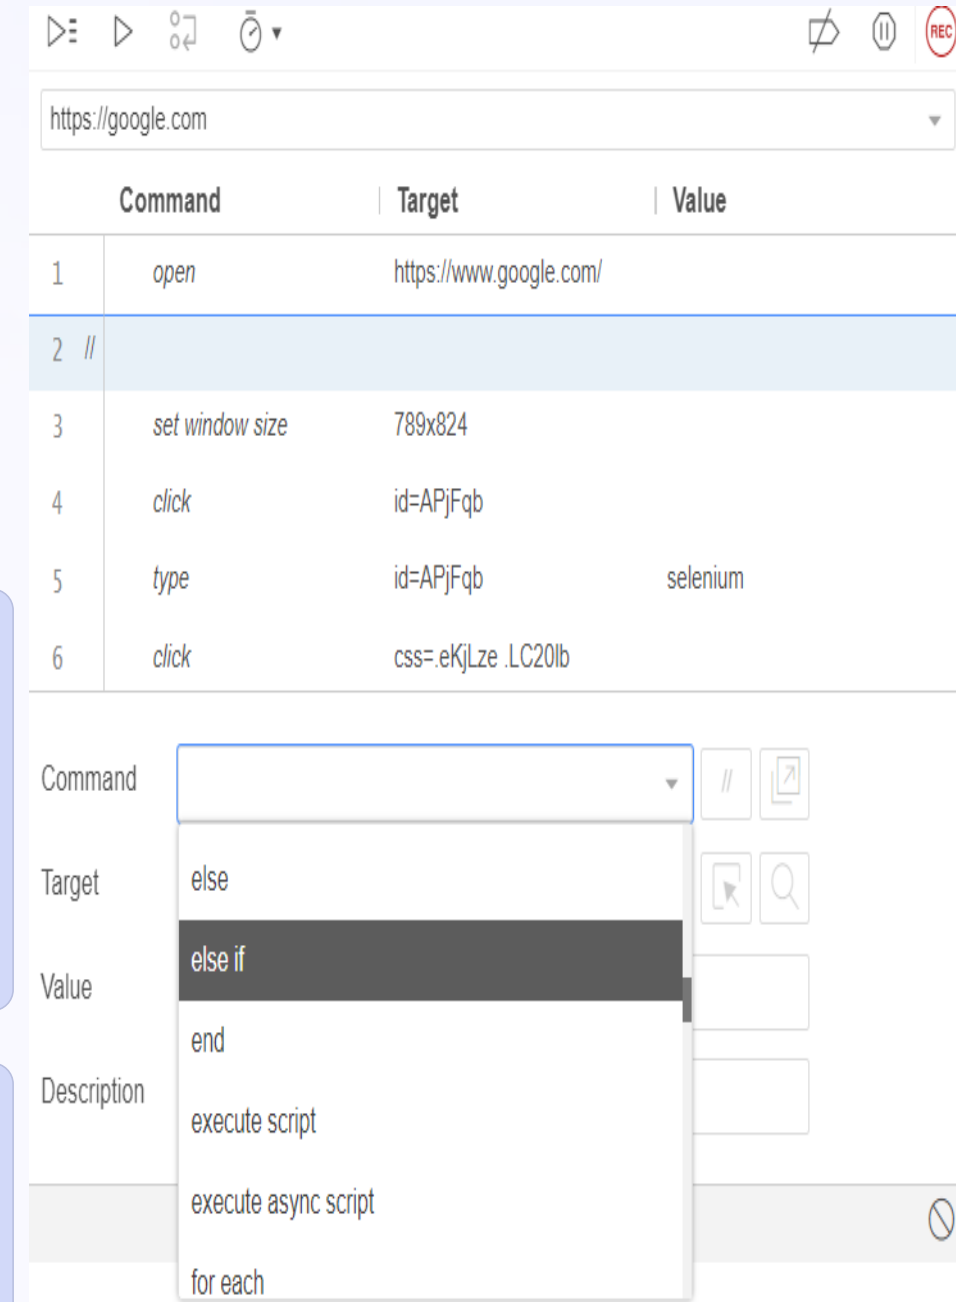 REC
https://google.com
Command Target Value
1 open https://www.google.com/
2 //
3 set window size 789x824
4 click id=APjFqb
5 type id=APjFqb selenium
6 click css=.eKjLze .LC20lb
Command //
Target
Value
Description
else
else if
end
execute script
execute async script
for each